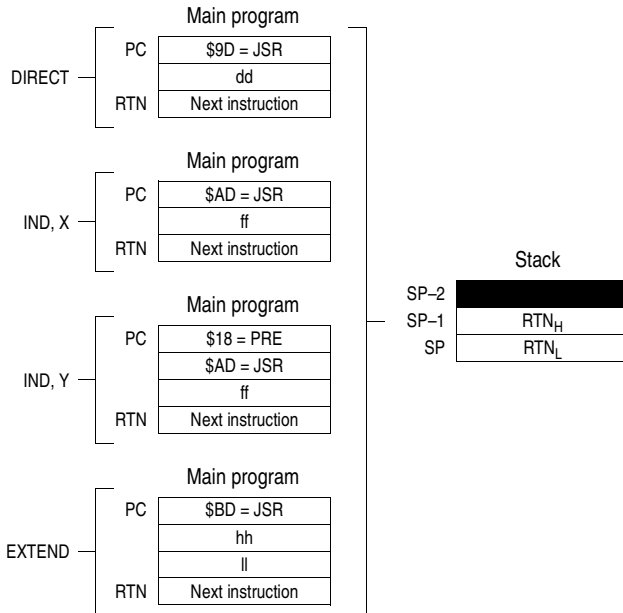 Main program
PC $9D = JSR
DIRECT dd
RTN Next instruction
Main program
PC $AD = JSR
IND, X ff
RTN Next instruction
Main program
PC $18 = PRE
$AD = JSR
IND, Y ff
RTN Next instruction
Main program
PC $BD = JSR
hh
EXTEND ll
RTN Next instruction
Stack
SP–2
SP–1 RTNH
SP RTNL